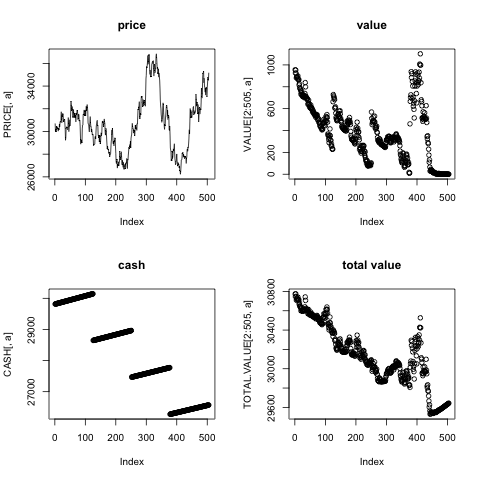 price
PRICE[, a]
26000 30000 34000
0 100 200 300 400 500
Index
value
VALUE[2:505, a]
0 200 600 1000
0 100 200 300 400 500
Index
cash
CASH[, a]
27000 29000
0 100 200 300 400 500
Index
total value
TOTAL.VALUE[2:505, a]
29600 30000 30400 30800
0 100 200 300 400 500
Index